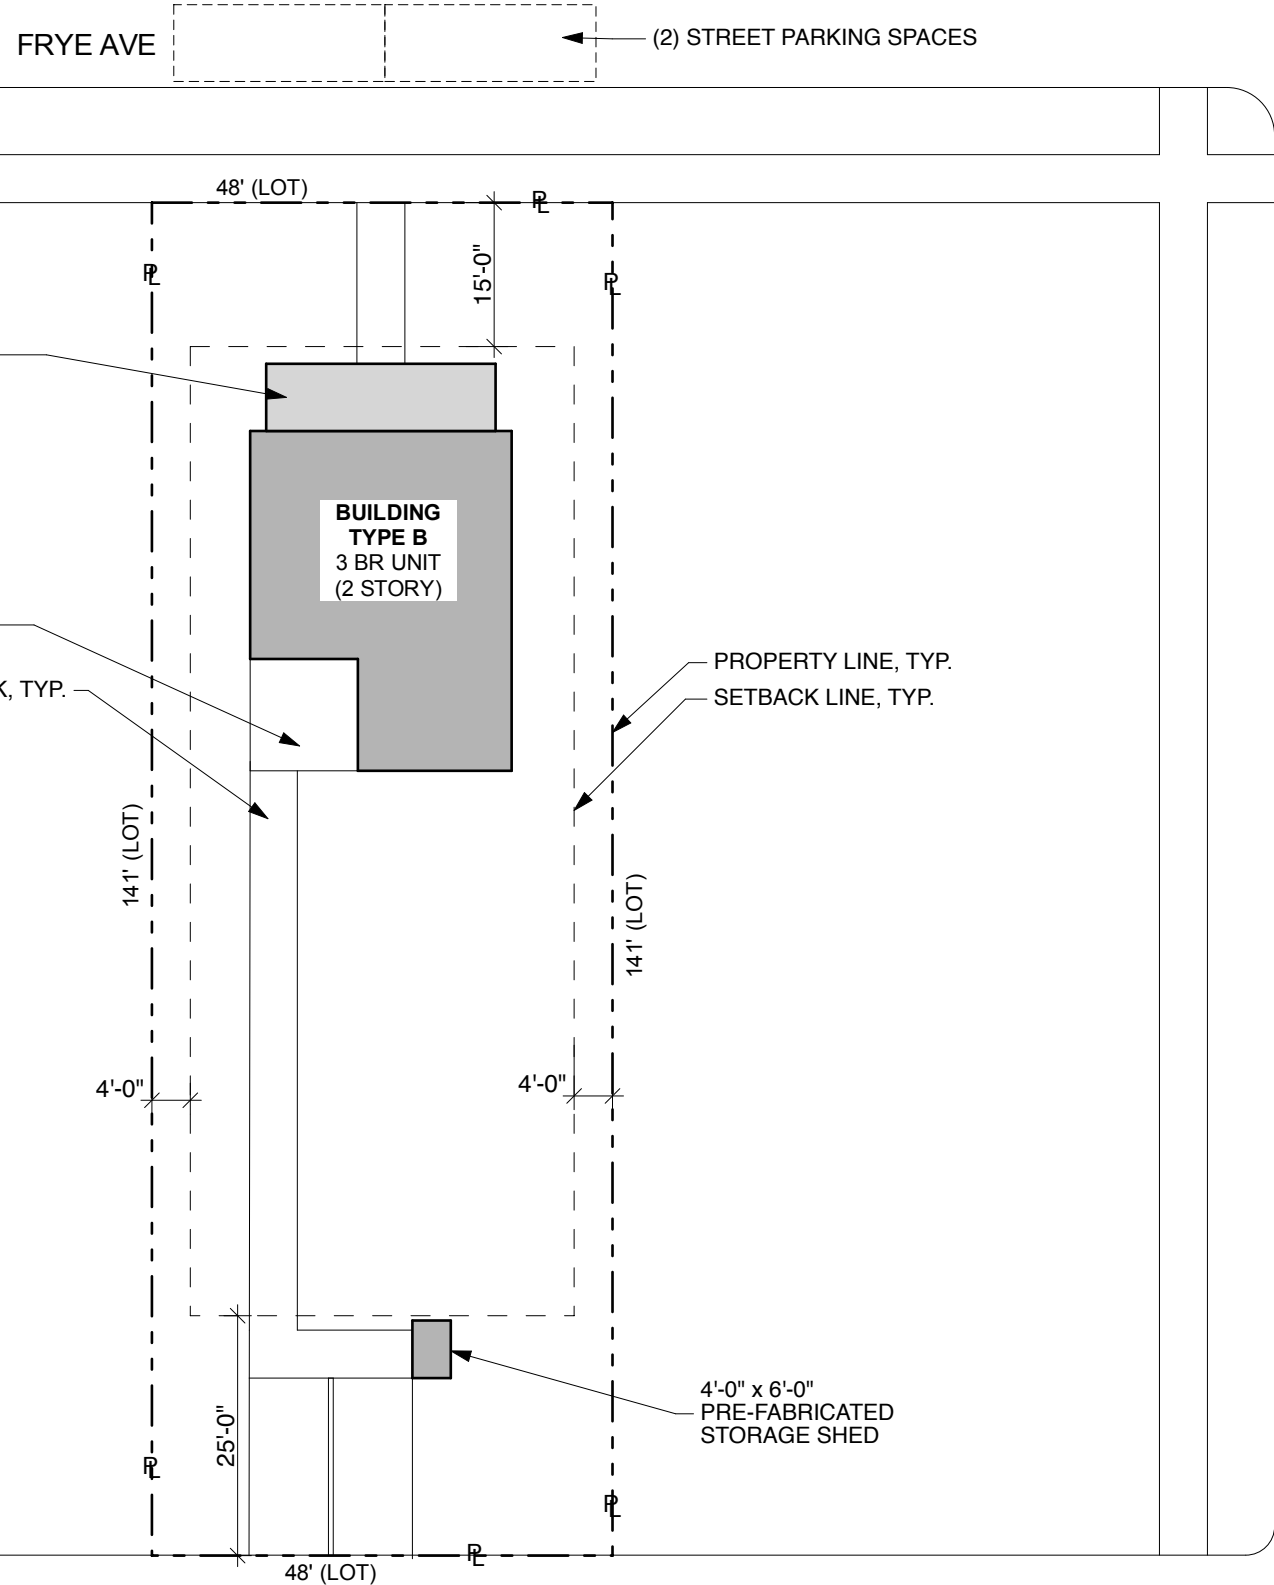 FRYE AVE
(2) STREET PARKING SPACES
48' (LOT)
PL
15'-0"
PL
PL
BUILDING
TYPE B
3 BR UNIT
(2 STORY)
PROPERTY LINE, TYP.
K, TYP.
SETBACK LINE, TYP.
141' (LOT)
141' (LOT)
4'-0"
4'-0"
4'-0" x 6'-0"
PRE-FABRICATED
STORAGE SHED
25'-0"
PL
PL
PL
48' (LOT)